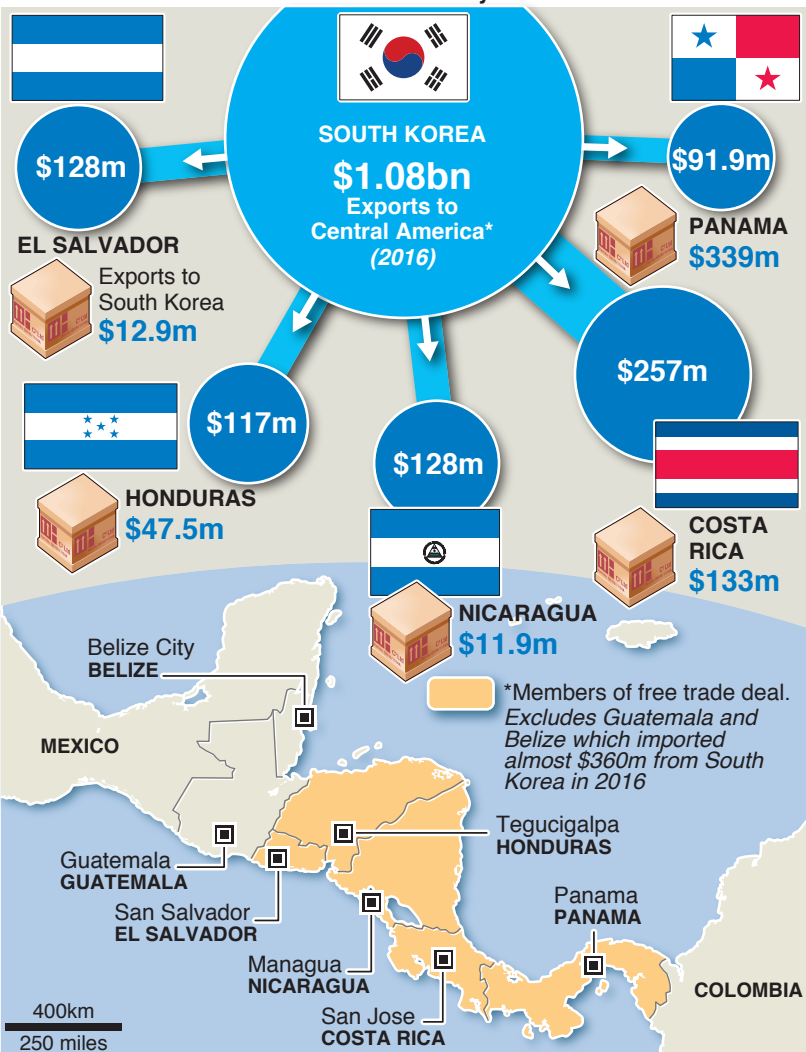 SOUTH KOREA
$1.08bn
Exports to
Central America*
(2016)
$128m
EL SALVADOR
Exports to
South Korea
$12.9m
$91.9m
PANAMA
$339m
$117m
HONDURAS
$47.5m
$128m
NICARAGUA
$11.9m
$257m
COSTA
RICA
$133m
*Members of free trade deal.
Excludes Guatemala and
Belize which imported
almost $360m from South
Korea in 2016
Belize City
BELIZE
MEXICO
Guatemala
GUATEMALA
San Salvador
EL SALVADOR
Managua
NICARAGUA
San Jose
COSTA RICA
Tegucigalpa
HONDURAS
Panama
PANAMA
COLOMBIA
400km
250 miles